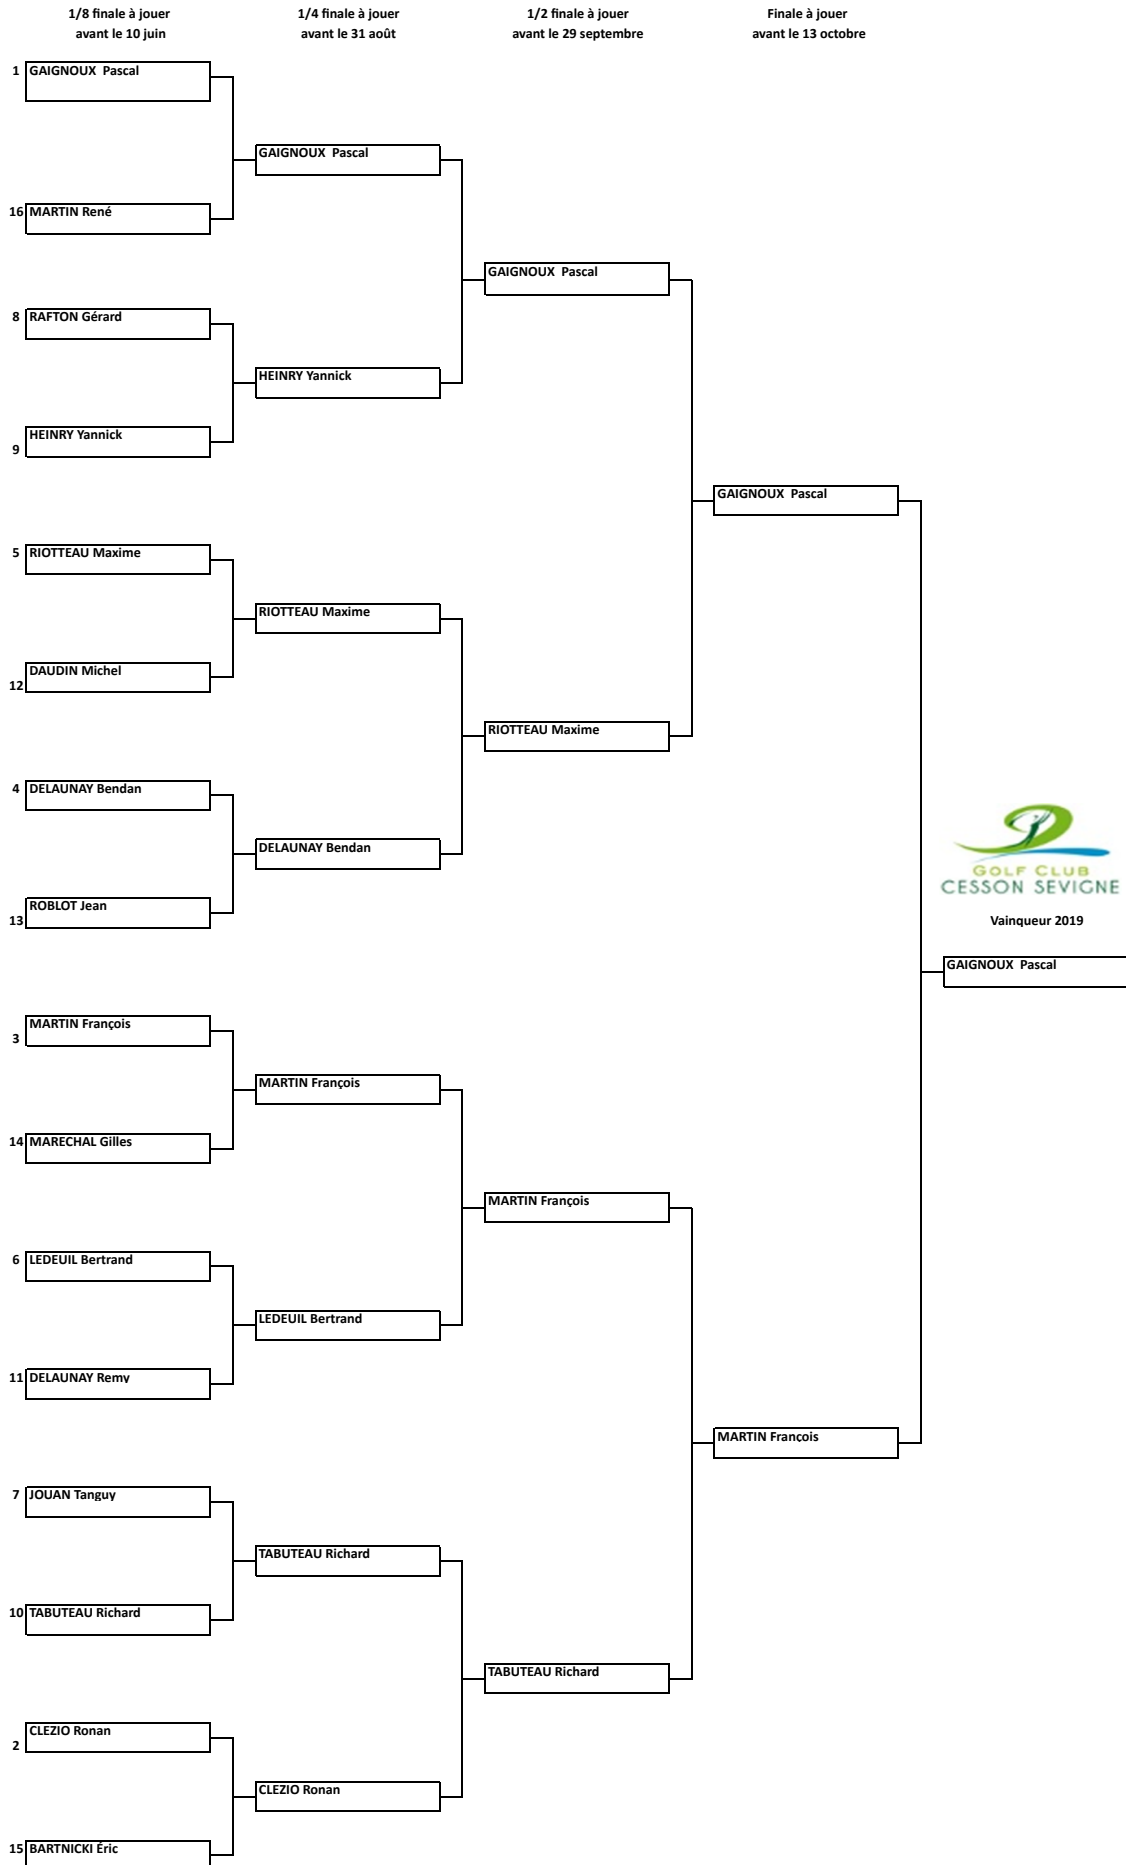 1/8 finale à jouer
avant le 10 juin
1/4 finale à jouer
avant le 31 août
1/2 finale à jouer
avant le 29 septembre
Finale à jouer
avant le 13 octobre
1 GAIGNOUX Pascal
GAIGNOUX Pascal
16 MARTIN René
GAIGNOUX Pascal
8 RAFTON Gérard
HEINRY Yannick
9 HEINRY Yannick
GAIGNOUX Pascal
5 RIOTTEAU Maxime
RIOTTEAU Maxime
12 DAUDIN Michel
RIOTTEAU Maxime
4 DELAUNAY Bendan
DELAUNAY Bendan
13 ROBLOT Jean
GOLF CLUB
CESSON SEVIGNE
Vainqueur 2019
GAIGNOUX Pascal
3 MARTIN François
MARTIN François
14 MARECHAL Gilles
MARTIN François
6 LEDEUIL Bertrand
LEDEUIL Bertrand
11 DELAUNAY Remy
MARTIN François
7 JOUAN Tanguy
TABUTEAU Richard
10 TABUTEAU Richard
TABUTEAU Richard
2 CLEZIO Ronan
CLEZIO Ronan
15 BARTNICKI Éric